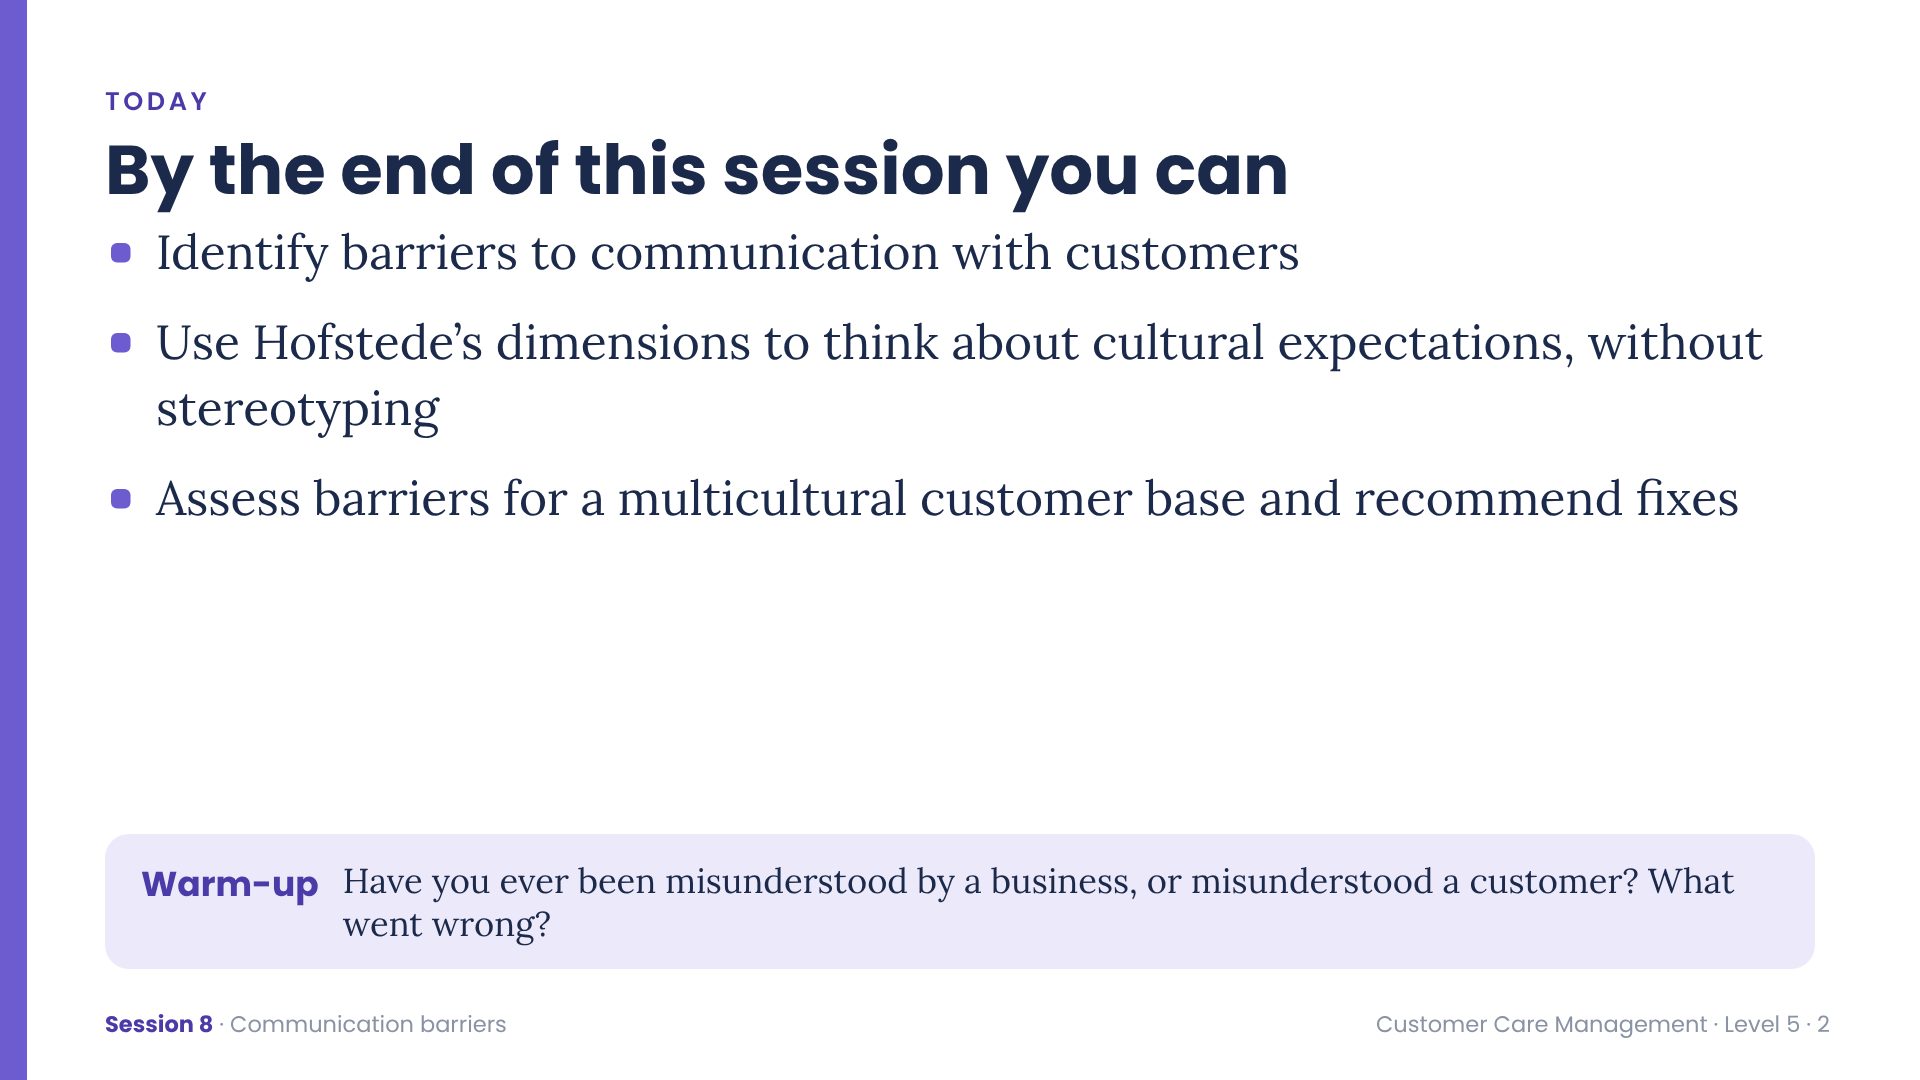 TODAY
By the end of this session you can
Identify barriers to communication with customers
Use Hofstede’s dimensions to think about cultural expectations, without
stereotyping
Assess barriers for a multicultural customer base and recommend fixes
Warm-up Have you ever been misunderstood by a business, or misunderstood a customer? What
went wrong?
Session 8 · Communication barriers
Customer Care Management · Level 5 · 2